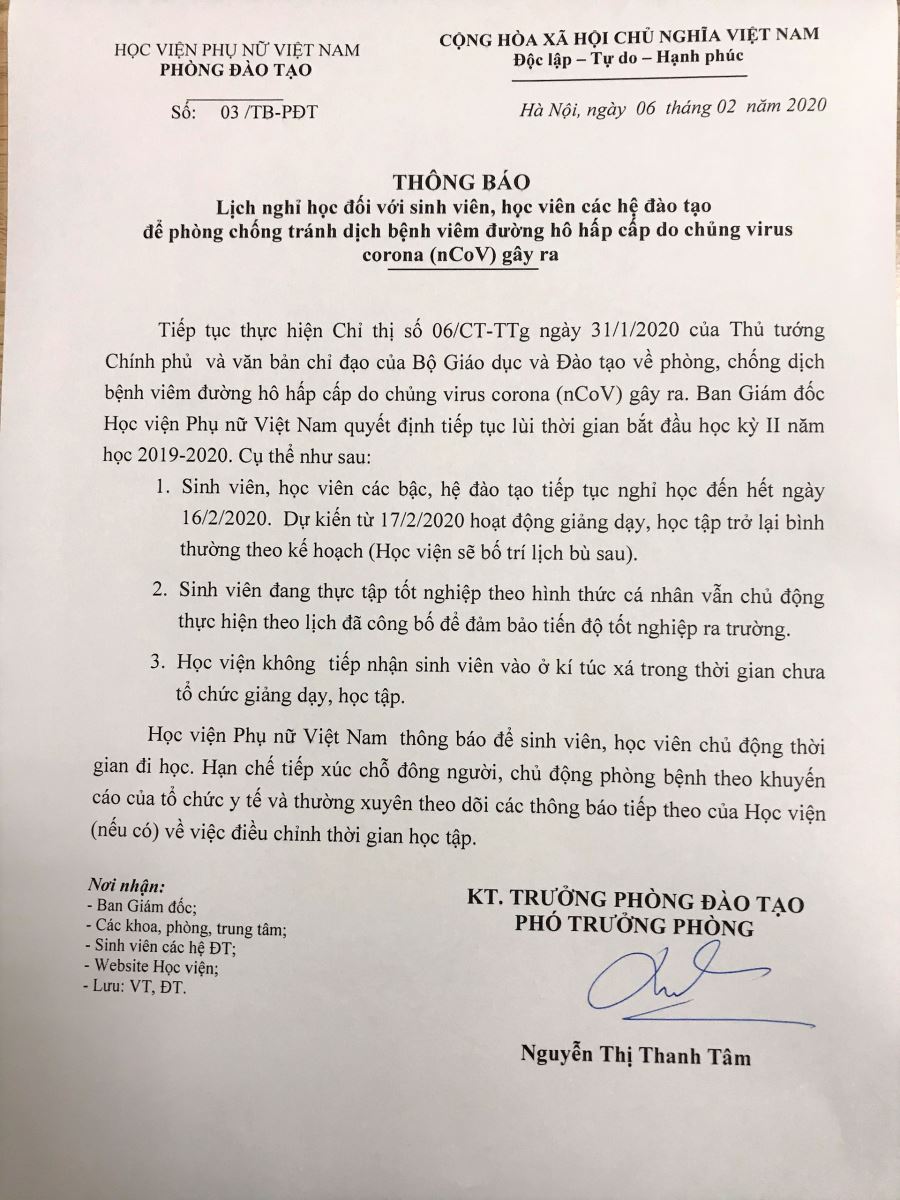 HỌC VIỆN PHỤ NỮ VIỆT NAM
PHÒNG ĐÀO TẠO
Số: 03 /TB-PĐT
CỘNG HÒA XÃ HỘI CHỦ NGHĨA VIỆT NAM
Độc lập – Tự do – Hạnh phúc
Hà Nội, ngày 06 tháng 02 năm 2020
THÔNG BÁO
Lịch nghỉ học đối với sinh viên, học viên các hệ đào tạo
để phòng chống tránh dịch bệnh viêm đường hô hấp cấp do chủng virus
corona (nCoV) gây ra
Tiếp tục thực hiện Chỉ thị số 06/CT-TTg ngày 31/1/2020 của Thủ tướng
Chính phủ và văn bản chỉ đạo của Bộ Giáo dục và Đào tạo về phòng, chống dịch
bệnh viêm đường hô hấp cấp do chủng virus corona (nCoV) gây ra. Ban Giám đốc
Học viện Phụ nữ Việt Nam quyết định tiếp tục lùi thời gian bắt đầu học kỳ II năm
học 2019-2020. Cụ thể như sau:
1. Sinh viên, học viên các bậc, hệ đào tạo tiếp tục nghỉ học đến hết ngày
16/2/2020. Dự kiến từ 17/2/2020 hoạt động giảng dạy, học tập trở lại bình
thường theo kế hoạch (Học viện sẽ bố trí lịch bù sau).
2. Sinh viên đang thực tập tốt nghiệp theo hình thức cá nhân vẫn chủ động
thực hiện theo lịch đã công bố để đảm bảo tiến độ tốt nghiệp ra trường.
3. Học viện không tiếp nhận sinh viên vào ở kí túc xá trong thời gian chưa
tổ chức giảng dạy, học tập.
Học viện Phụ nữ Việt Nam thông báo để sinh viên, học viên chủ động thời
gian đi học. Hạn chế tiếp xúc chỗ đông người, chủ động phòng bệnh theo khuyến
cáo của tổ chức y tế và thường xuyên theo dõi các thông báo tiếp theo của Học viện
(nếu có) về việc điều chỉnh thời gian học tập.
Nơi nhận:
- Ban Giám đốc;
- Các khoa, phòng, trung tâm;
- Sinh viên các hệ ĐT;
- Website Học viện;
- Lưu: VT, ĐT.
KT. TRƯỞNG PHÒNG ĐÀO TẠO
PHÓ TRƯỞNG PHÒNG
Nguyễn Thị Thanh Tâm